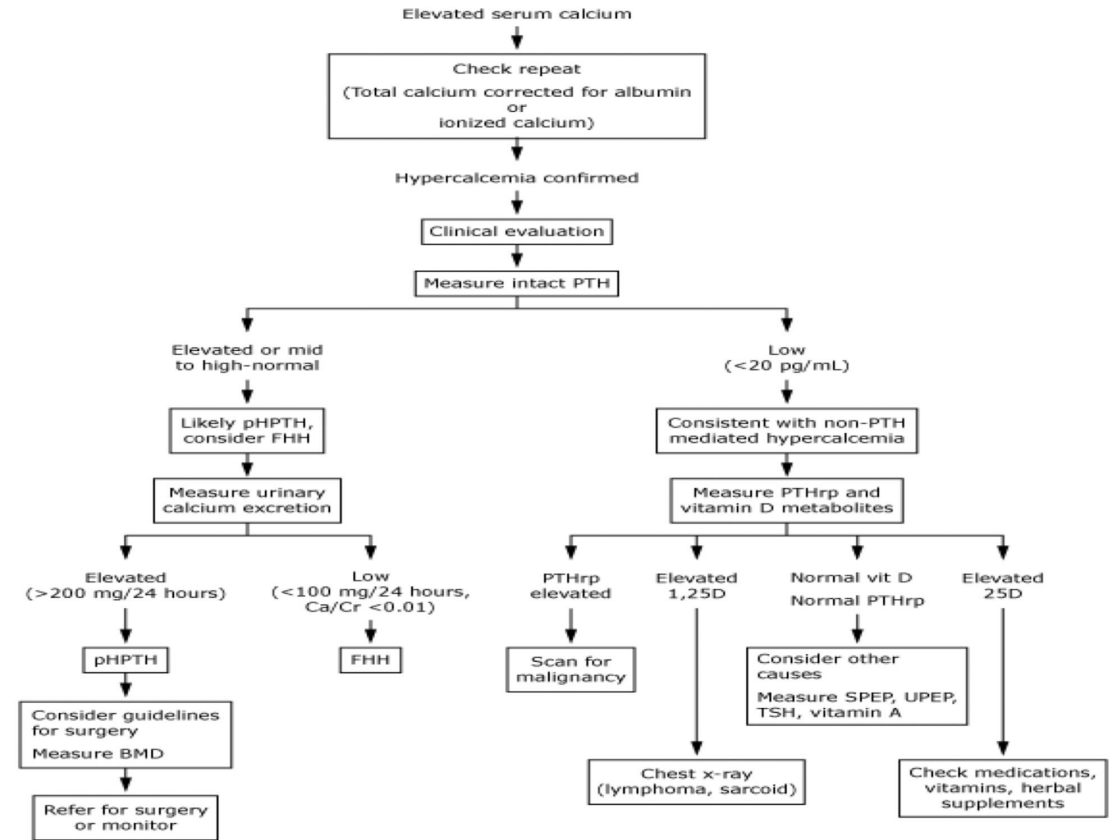 Elevated serum calcium
Check repeat
(Total calcium corrected for albumin
or
ionized calcium)
Hypercalcemia confirmed
Clinical evaluation
Measure intact PTH
Elevated or mid
to high-normal
Low
(<20 pg/mL)
Likely pHPTH,
consider FHH
Consistent with non-PTH
mediated hypercalcemia
Measure urinary
calcium excretion
Measure PTHrp and
vitamin D metabolites
Elevated
(>200 mg/24 hours)
Low
(<100 mg/24 hours,
Ca/Cr <0.01)
PTHrp
elevated
Elevated
1,25D
Normal vit D
Normal PTHrp
Elevated
25D
pHPTH
FHH
Scan for
malignancy
Consider other
causes
Measure SPEP, UPEP,
TSH, vitamin A
Consider guidelines
for surgery
Measure BMD
Chest x-ray
(lymphoma, sarcoid)
Check medications,
vitamins, herbal
supplements
Refer for surgery
or monitor